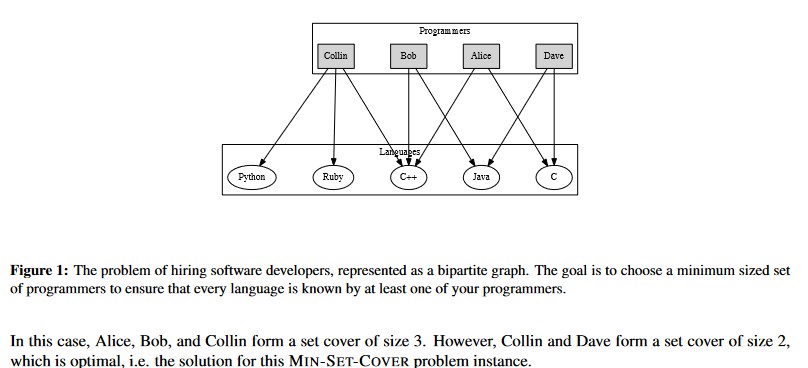 Programmers
Collin Bob Alice Dave
Languages
Python Ruby C++ Java C
Figure 1: The problem of hiring software developers, represented as a bipartite graph. The goal is to choose a minimum sized set
of programmers to ensure that every language is known by at least one of your programmers.
In this case, Alice, Bob, and Collin form a set cover of size 3. However, Collin and Dave form a set cover of size 2,
which is optimal, i.e. the solution for this MIN-SET-COVER problem instance.